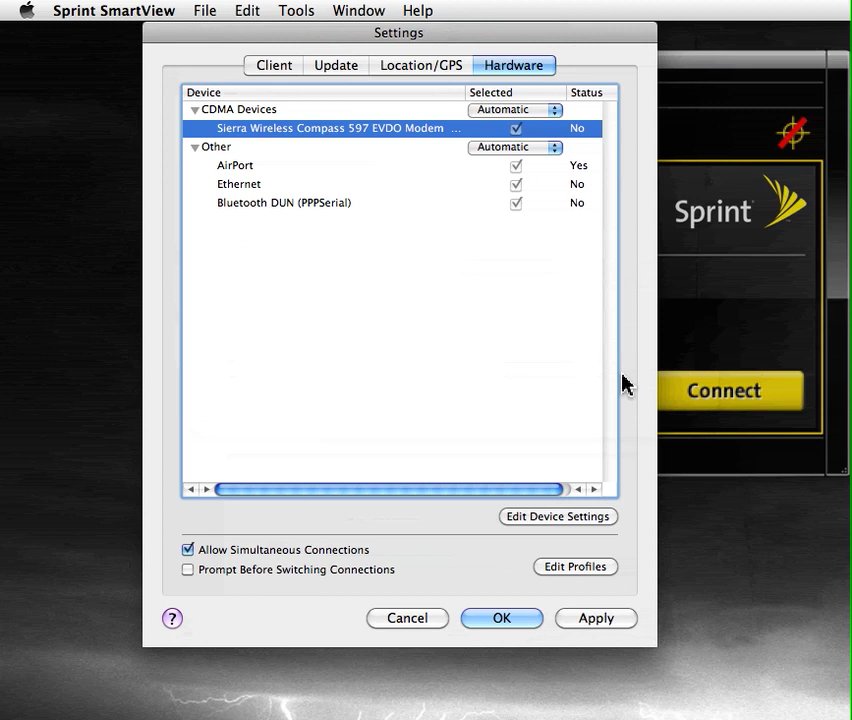 Sprint SmartView File Edit Tools Window Help
Settings
Client Update Location/GPS Hardware
Device Selected Status
CDMA Devices Automatic
Sierra Wireless Compass 597 EVDO Modem ... No
Other Automatic
AirPort Yes
Ethernet No
Bluetooth DUN (PPPSerial) No
Sprint
Connect
Edit Device Settings
Allow Simultaneous Connections
Prompt Before Switching Connections
Edit Profiles
? Cancel OK Apply